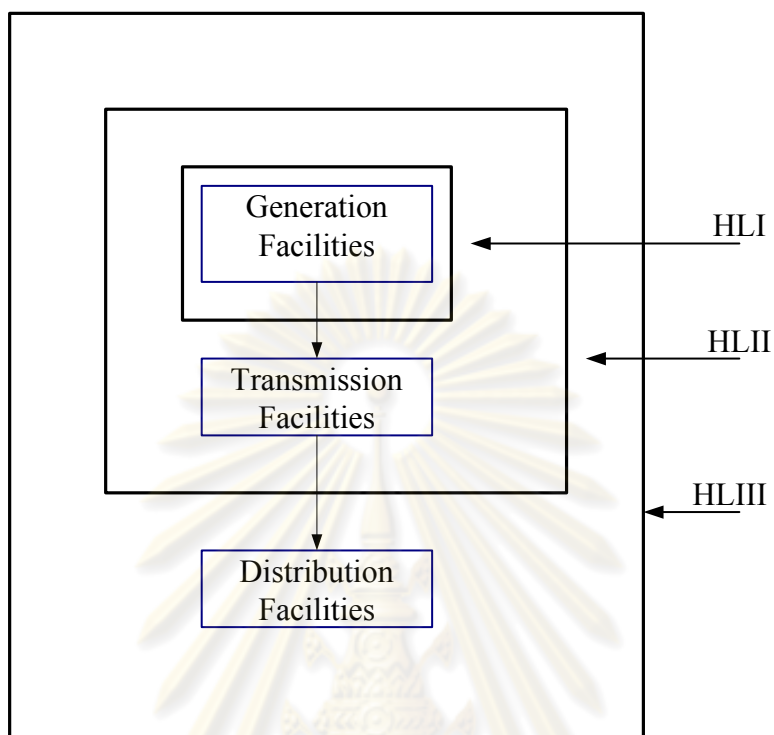 Generation
Facilities
HLI
HLII
Transmission
Facilities
HLIII
Distribution
Facilities